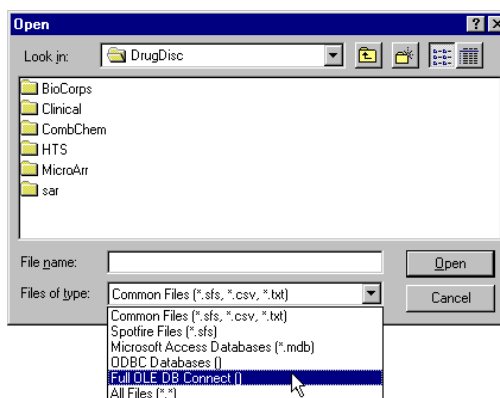 Open
Look in: DrugDisc
BioCorps
Clinical
CombChem
HTS
MicroArr
sar
File name: Open
Files of type: Common Files (*.sfs, *.csv, *.txt) Cancel
Common Files (*.sfs, *.csv, *.txt)
Spotfire Files (*.sfs)
Microsoft Access Databases (*.mdb)
ODBC Databases ()
Full OLE DB Connect ()
All Files (*.*)